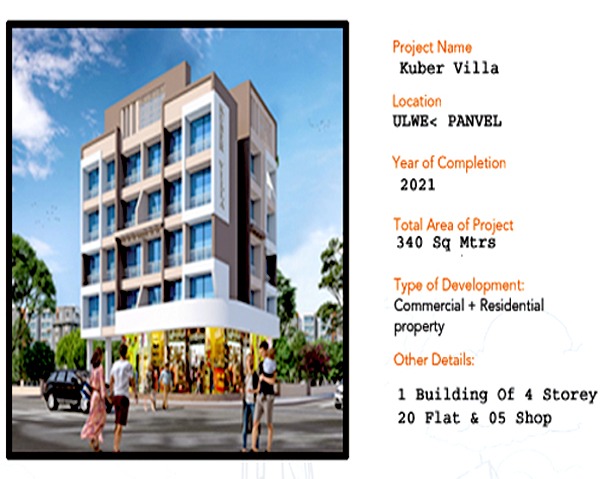 Project Name
Kuber Villa
Location
ULWE< PANVEL
Year of Completion
2021
Total Area of Project
340 Sq Mtrs
Type of Development:
Commercial + Residential
property
Other Details:
1 Building Of 4 Storey
20 Flat & 05 Shop